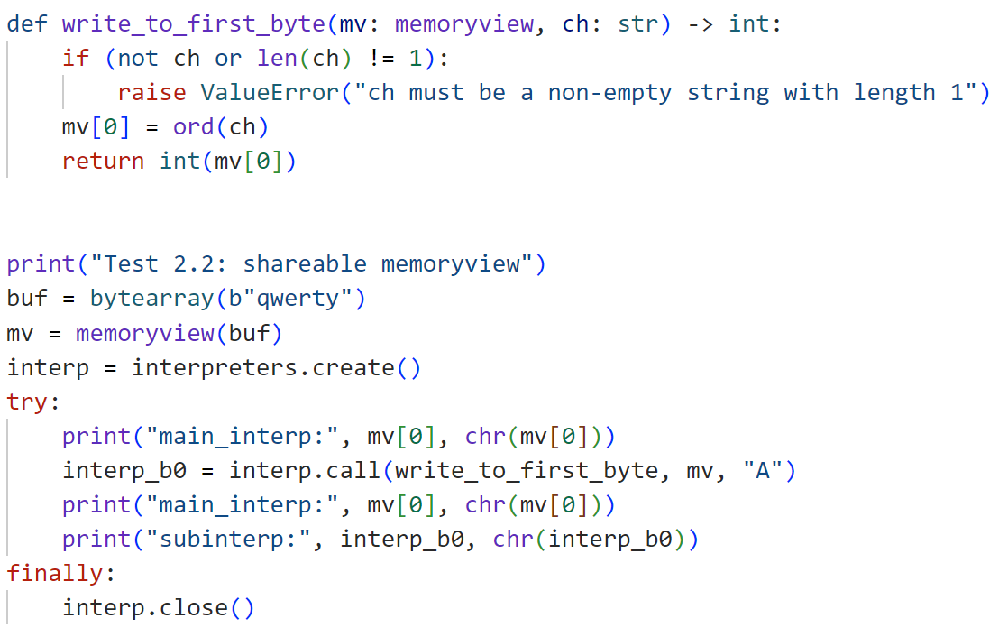 def write_to_first_byte(mv: memoryview, ch: str) -> int:
    if (not ch or len(ch) != 1):
        raise ValueError("ch must be a non-empty string with length 1")
    mv[0] = ord(ch)
    return int(mv[0])
print("Test 2.2: shareable memoryview")
buf = bytearray(b"qwerty")
mv = memoryview(buf)
interp = interpreters.create()
try:
    print("main_interp:", mv[0], chr(mv[0]))
    interp_b0 = interp.call(write_to_first_byte, mv, "A")
    print("main_interp:", mv[0], chr(mv[0]))
    print("subinterp:", interp_b0, chr(interp_b0))
finally:
    interp.close()